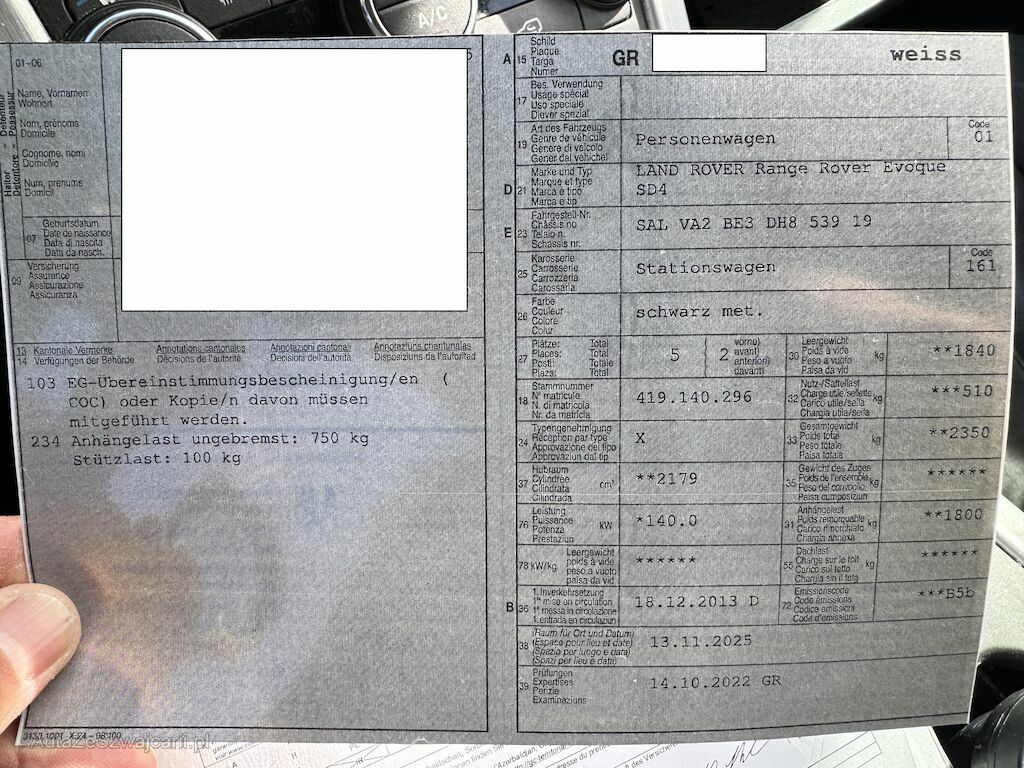 A/C
01-06
Halter
Detenteur
Detentore - Possessur
Name, Vornamen
Wohnort
Nom, prénoms
Domicile
Cognome, nomi
Domicilio
Num, prenums
Domicil
07
Geburtsdatum
Date de naissance
Data di nascita
Data da nasch.
09
Versicherung
Assurance
Assicurazione
Assicuranza
13 Kantonale Vermerke
14 Verfügungen der Behörde
Annotations cantonales
Décisions de l'autorité
Annotazioni cantonali
Decisioni dell'autorità
Annotaziuns chantunalas
Disposiziuns da l'autoritad
103 EG-Übereinstimmungsbescheinigung/en (
COC) oder Kopie/n davon müssen
mitgeführt werden.
234 Anhängelast ungebremst: 750 kg
Stützlast: 100 kg
A 15
Schild
Plaque
Targa
Numer
GR
weiss
17
Bes. Verwendung
Usage spécial
Uso speciale
Diever spezial
19
Art des Fahrzeugs
Genre de véhicule
Genere di veicolo
Gener dal vehichel
Personenwagen
Code
01
D 21
Marke und Typ
Marque et type
Marca e tipo
Marca e tip
LAND ROVER Range Rover Evoque
SD4
E 23
Fahrgestell-Nr.
Châssis no
Telaio n.
Schassis nr.
SAL VA2 BE3 DH8 539 19
25
Karosserie
Carrosserie
Carrozzeria
Carossaria
Stationswagen
Code
161
26
Farbe
Couleur
Colore
Colur
schwarz met.
27
Plätze: Total
Places: Total
Posti: Totale
Plazs: Total
5
2
vorne)
avant)
anteriori)
davant)
30
Leergewicht
Poids à vide
Peso a vuoto
Paisa da vid
kg
**1840
18
Stammnummer
N° matricule
N. di matricola
Nr. da matricla
419.140.296
32
Nutz-/Sattellast
Charge utile/sellette
Carico utile/sella
Chargia utila/sella
kg
***510
24
Typengenehmigung
Réception par type
Approvazione del tipo
Approvaziun dal tip
X
33
Gesamtgewicht
Poids total
Peso totale
Paisa totala
kg
**2350
37
Hubraum
Cylindrée
Cilindrata
Cilindrada
cm³
**2179
35
Gewicht des Zuges
Poids de l'ensemble
Peso del convoglio
Paisa cumposiziun
kg
******
76
Leistung
Puissance
Potenza
Prestaziun
kW
*140.0
31
Anhängelast
Poids remorquable
Carico rimorchiato
Chargia annexa
kg
**1800
78 kW/kg
Leergewicht
poids à vide
peso a vuoto
paisa da vid
******
55
Dachlast
Charge sur le toit
Carico sul tetto
Chargia sin il tetg
kg
******
B 36
1. Inverkehrsetzung
1re mise en circulation
1a messa in circolazione
1. entrada en circulaziun
18.12.2013 D
72
Emissionscode
Code émissions
Codice emissioni
Code d'emissiuns
***B5b
38
(Raum für Ort und Datum)
(Espace pour lieu et date)
(Spazio per luogo e data)
(Spazi per lieu e data)
13.11.2025
39
Prüfungen
Expertises
Perizie
Examinaziuns
14.10.2022 GR
AutazeSzwajcarii.pl